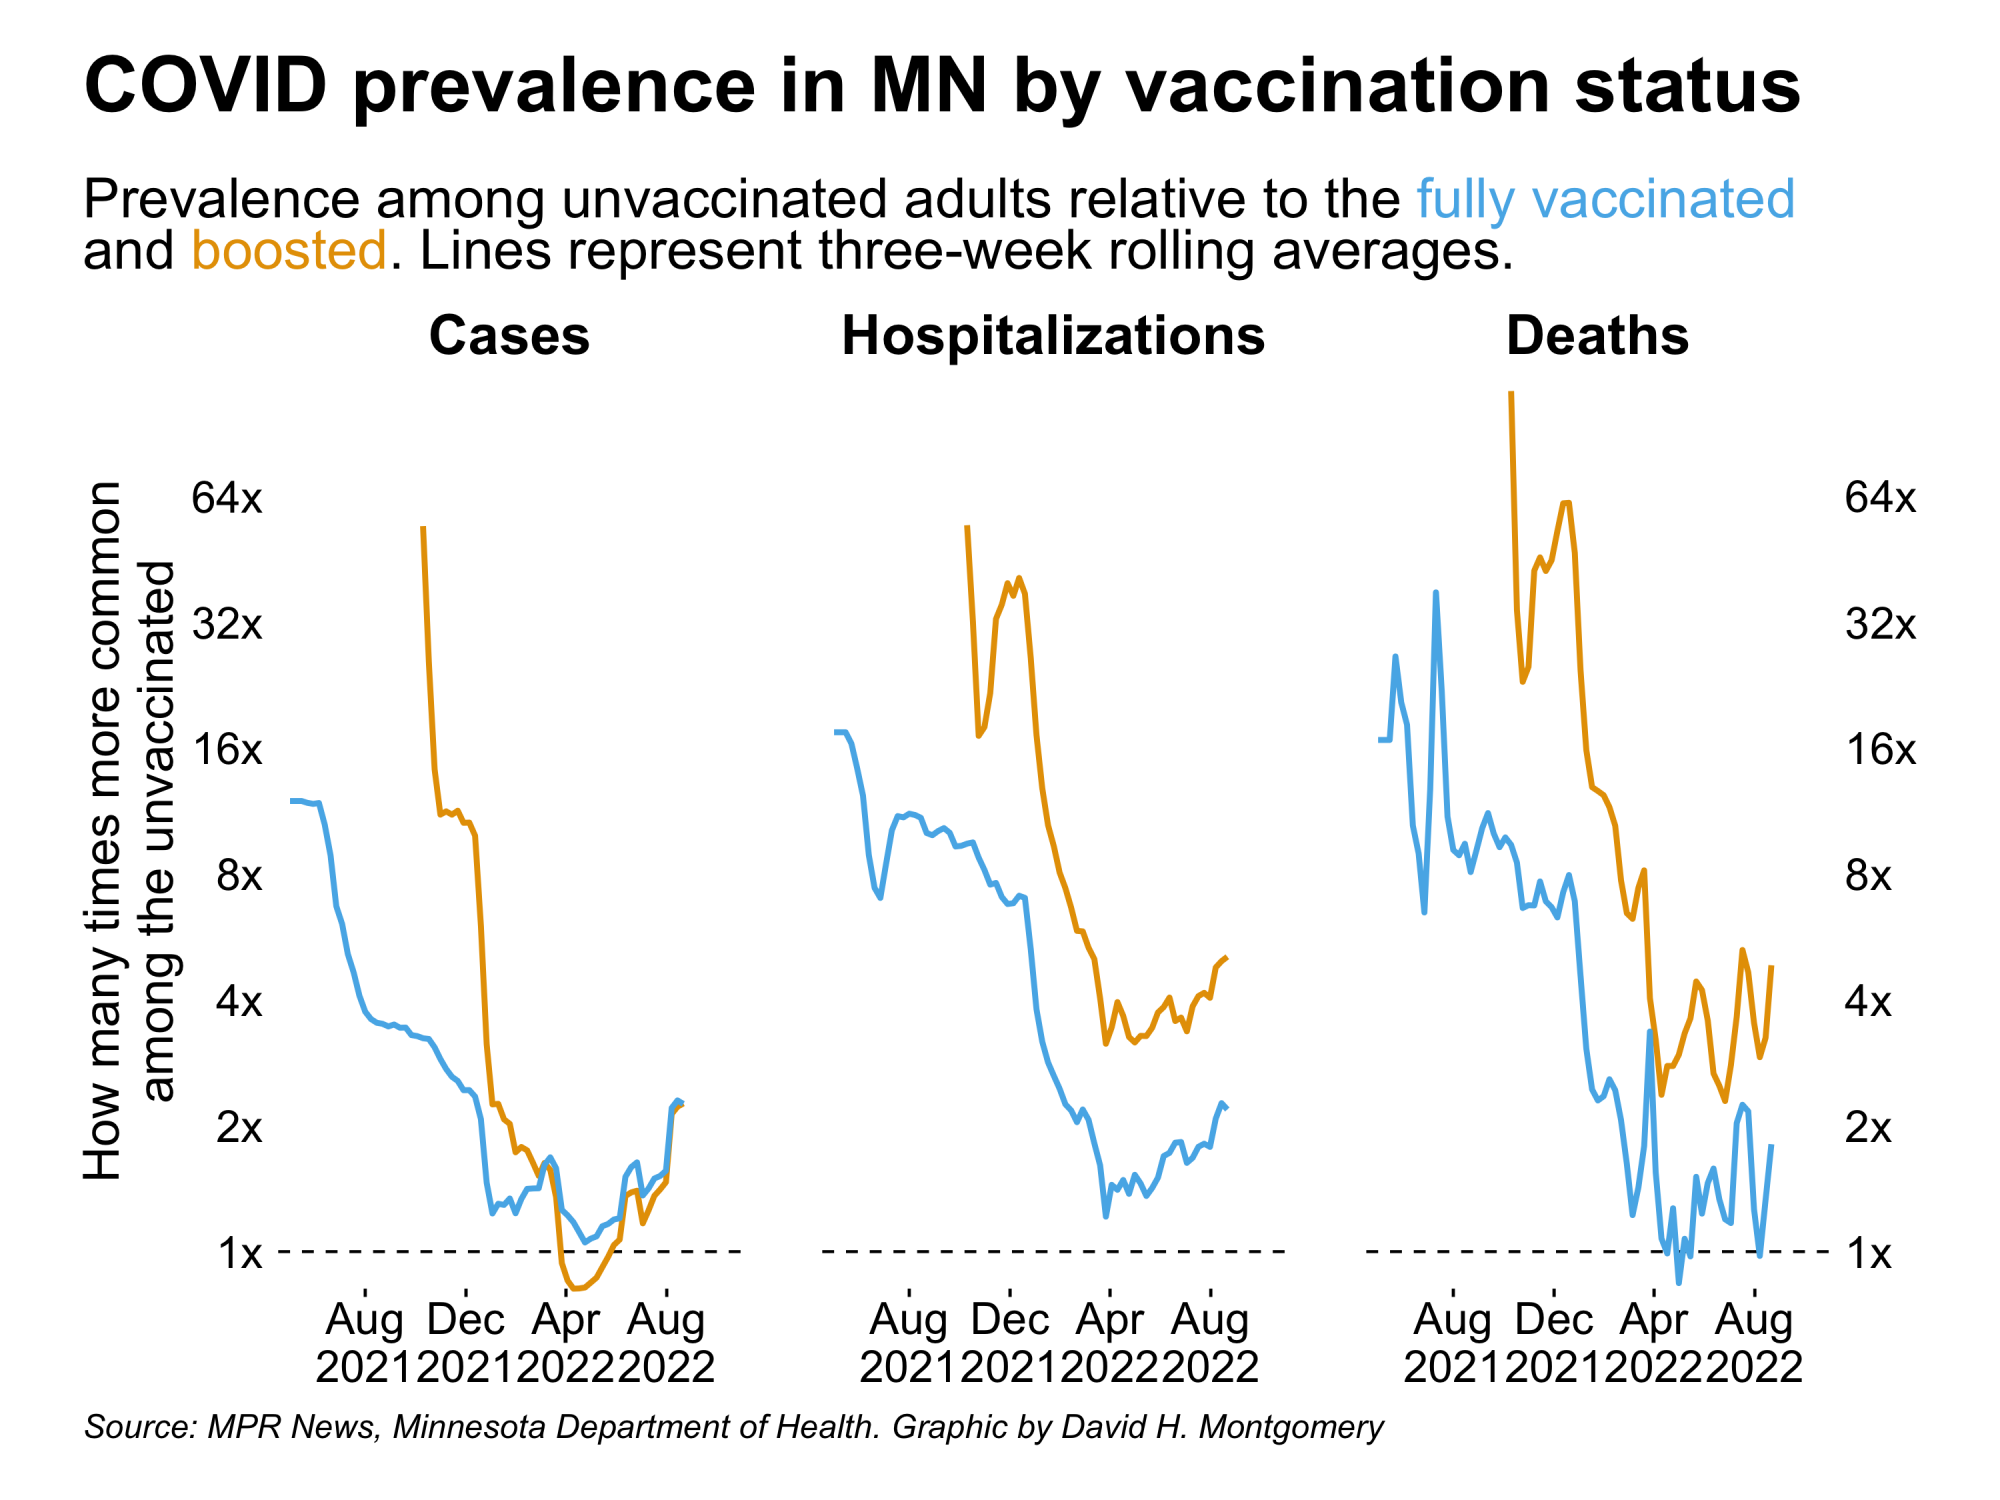 COVID prevalence in MN by vaccination status
Prevalence among unvaccinated adults relative to the fully vaccinated
and boosted. Lines represent three-week rolling averages.
Cases
Hospitalizations
Deaths
How many times more common
among the unvaccinated
64x
32x
16x
8x
4x
2x
1x
64x
32x
16x
8x
4x
2x
1x
Aug Dec Apr Aug
2021 2021 2022 2022
Aug Dec Apr Aug
2021 2021 2022 2022
Aug Dec Apr Aug
2021 2021 2022 2022
Source: MPR News, Minnesota Department of Health. Graphic by David H. Montgomery